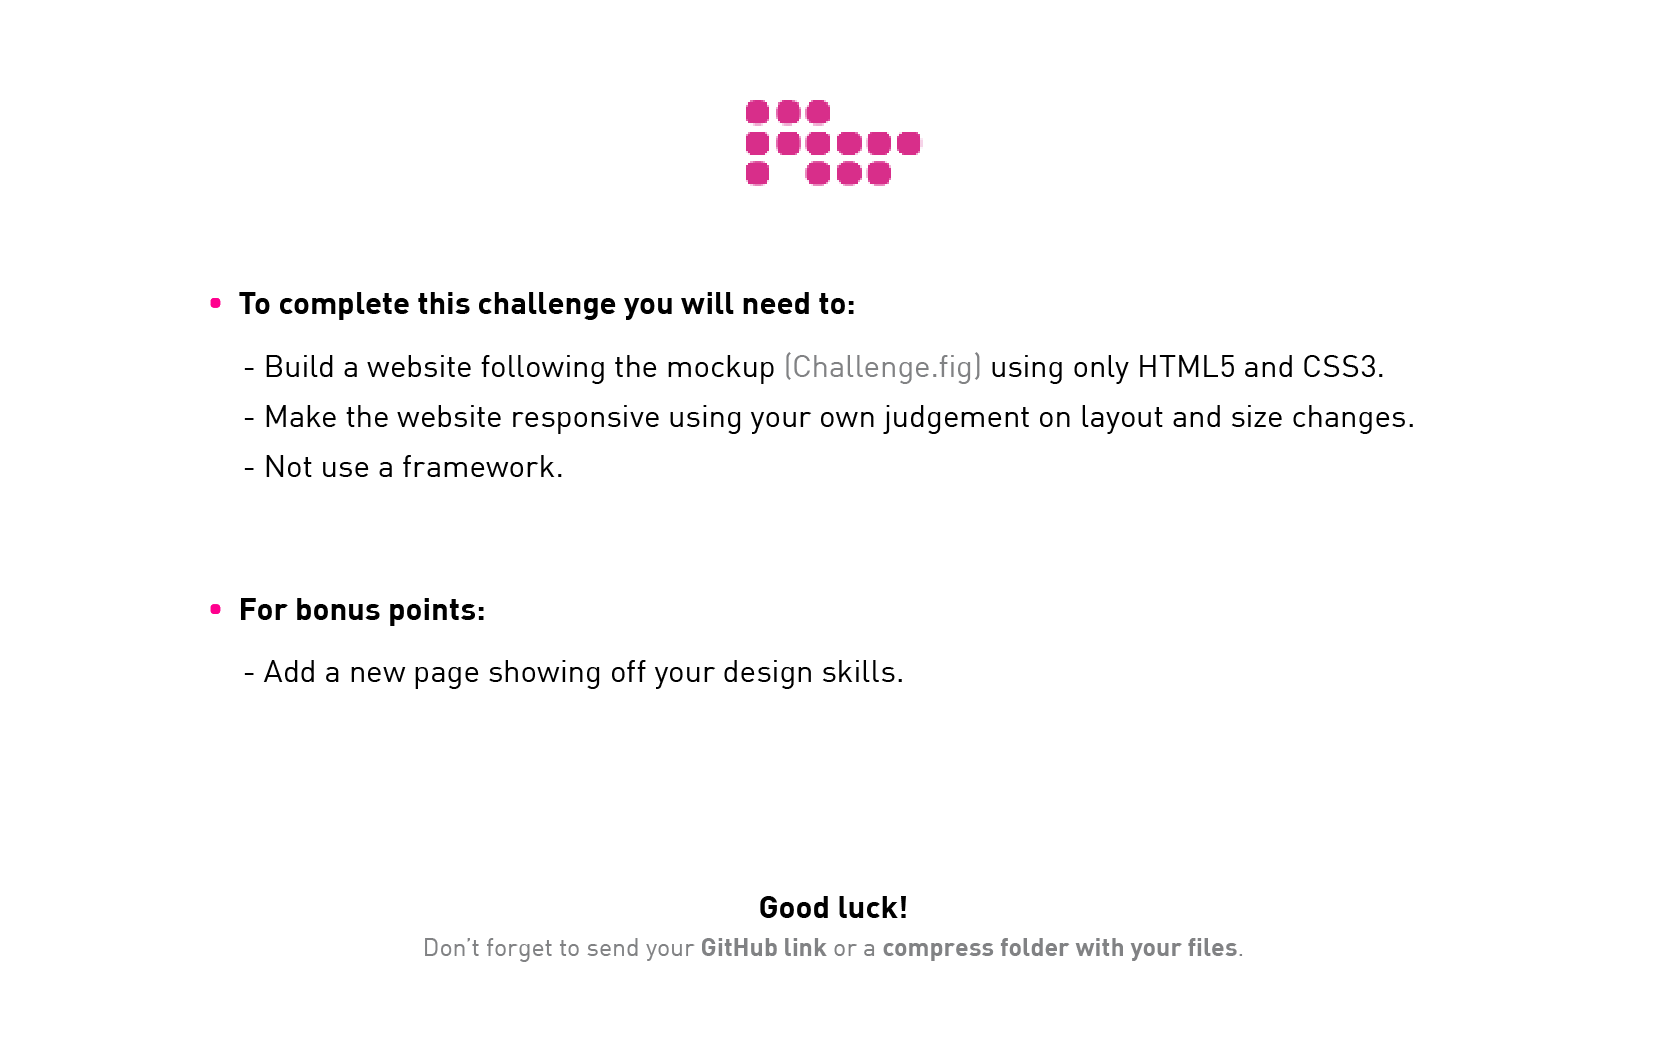 • To complete this challenge you will need to:
- Build a website following the mockup (Challenge.fig) using only HTML5 and CSS3.
- Make the website responsive using your own judgement on layout and size changes.
- Not use a framework.
• For bonus points:
- Add a new page showing off your design skills.
Good luck!
Don’t forget to send your GitHub link or a compress folder with your files.